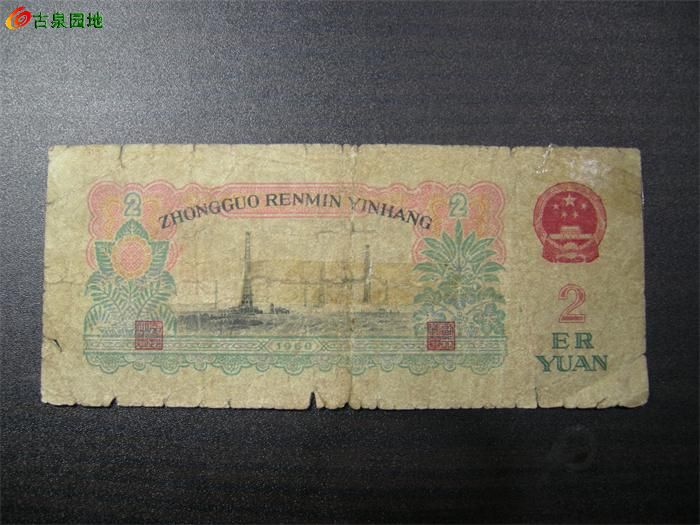 古泉园地
2
2
ZHONGGUO RENMIN YINHANG
1960
2
ER
YUAN